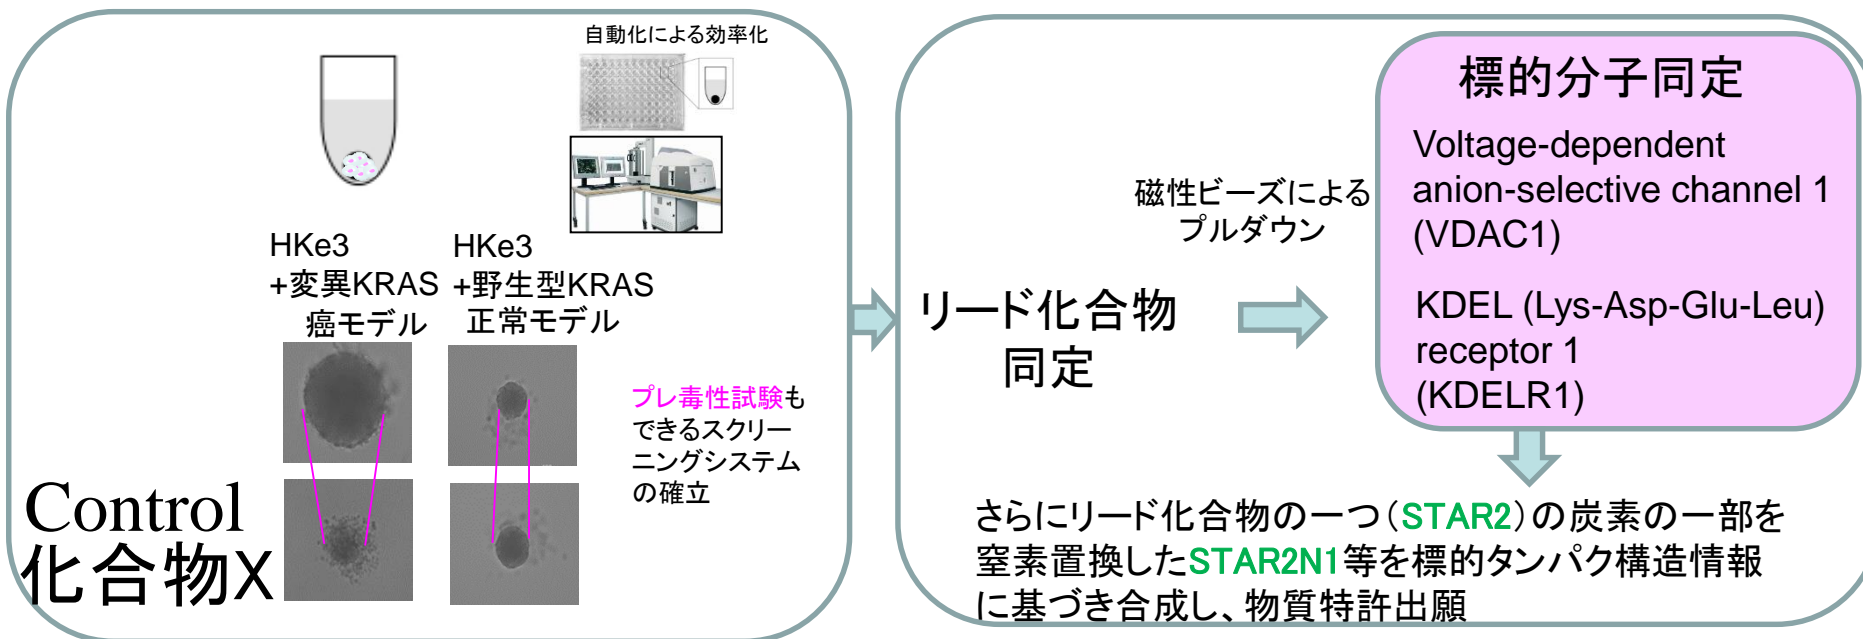 自動化による効率化
HKe3
+変異KRAS
癌モデル
HKe3
+野生型KRAS
正常モデル
プレ毒性試験も
できるスクリー
ニングシステム
の確立
Control
化合物X
リード化合物
同定
磁性ビーズによる
プルダウン
標的分子同定
Voltage-dependent
anion-selective channel 1
(VDAC1)
KDEL (Lys-Asp-Glu-Leu)
receptor 1
(KDELR1)
さらにリード化合物の一つ(STAR2)の炭素の一部を
窒素置換したSTAR2N1等を標的タンパク構造情報
に基づき合成し、物質特許出願